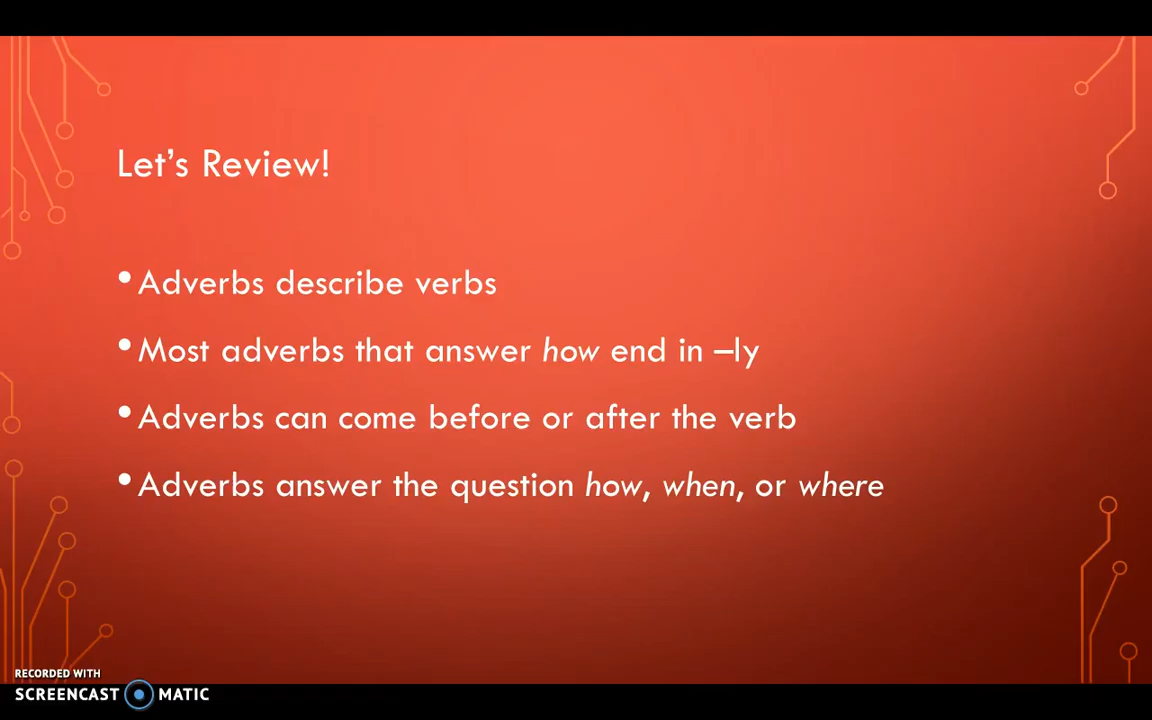 Let's Review!
•Adverbs describe verbs
•Most adverbs that answer how end in –ly
•Adverbs can come before or after the verb
•Adverbs answer the question how, when, or where
RECORDED WITH
SCREENCAST MATIC